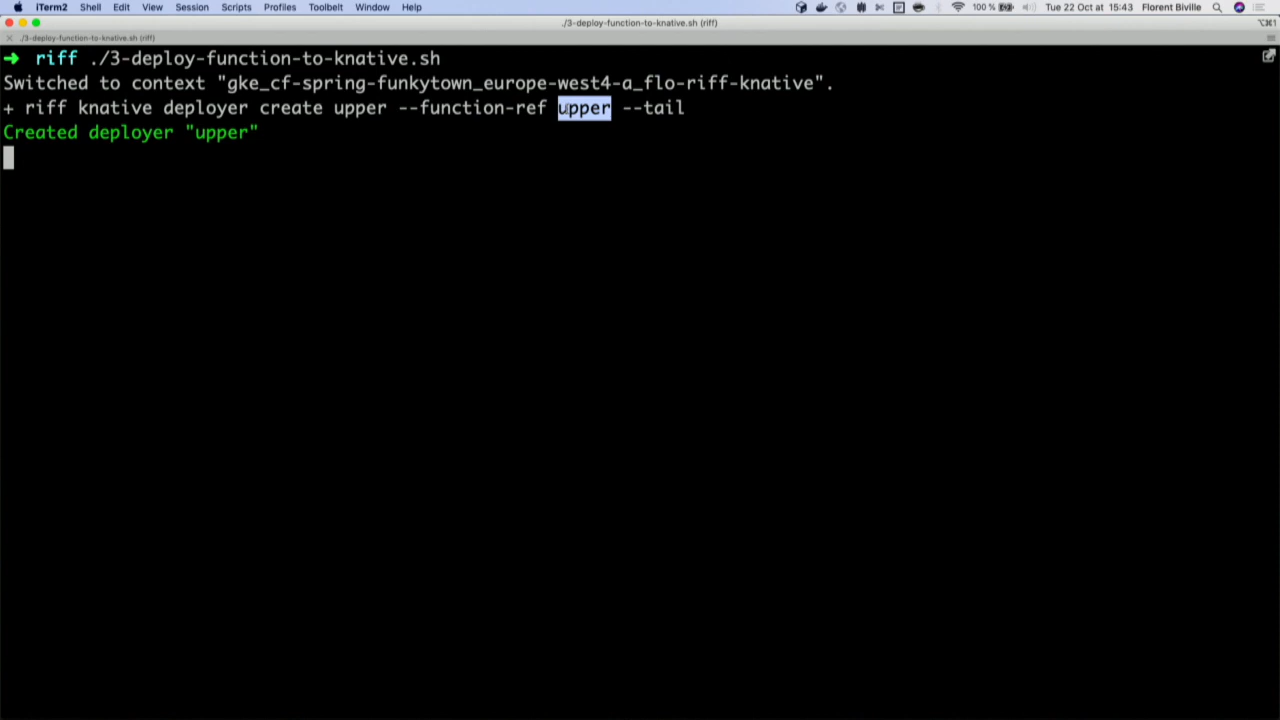 iTerm2 Shell Edit View Session Scripts Profiles Toolbelt Window Help 100 % Tue 22 Oct at 15:43 Florent Biville
./3-deploy-function-to-knative.sh (riff) ⌥⌘1
./3-deploy-function-to-knative.sh (riff)
➜ riff ./3-deploy-function-to-knative.sh
Switched to context "gke_cf-spring-funkytown_europe-west4-a_flo-riff-knative".
+ riff knative deployer create upper --function-ref upper --tail
Created deployer "upper"